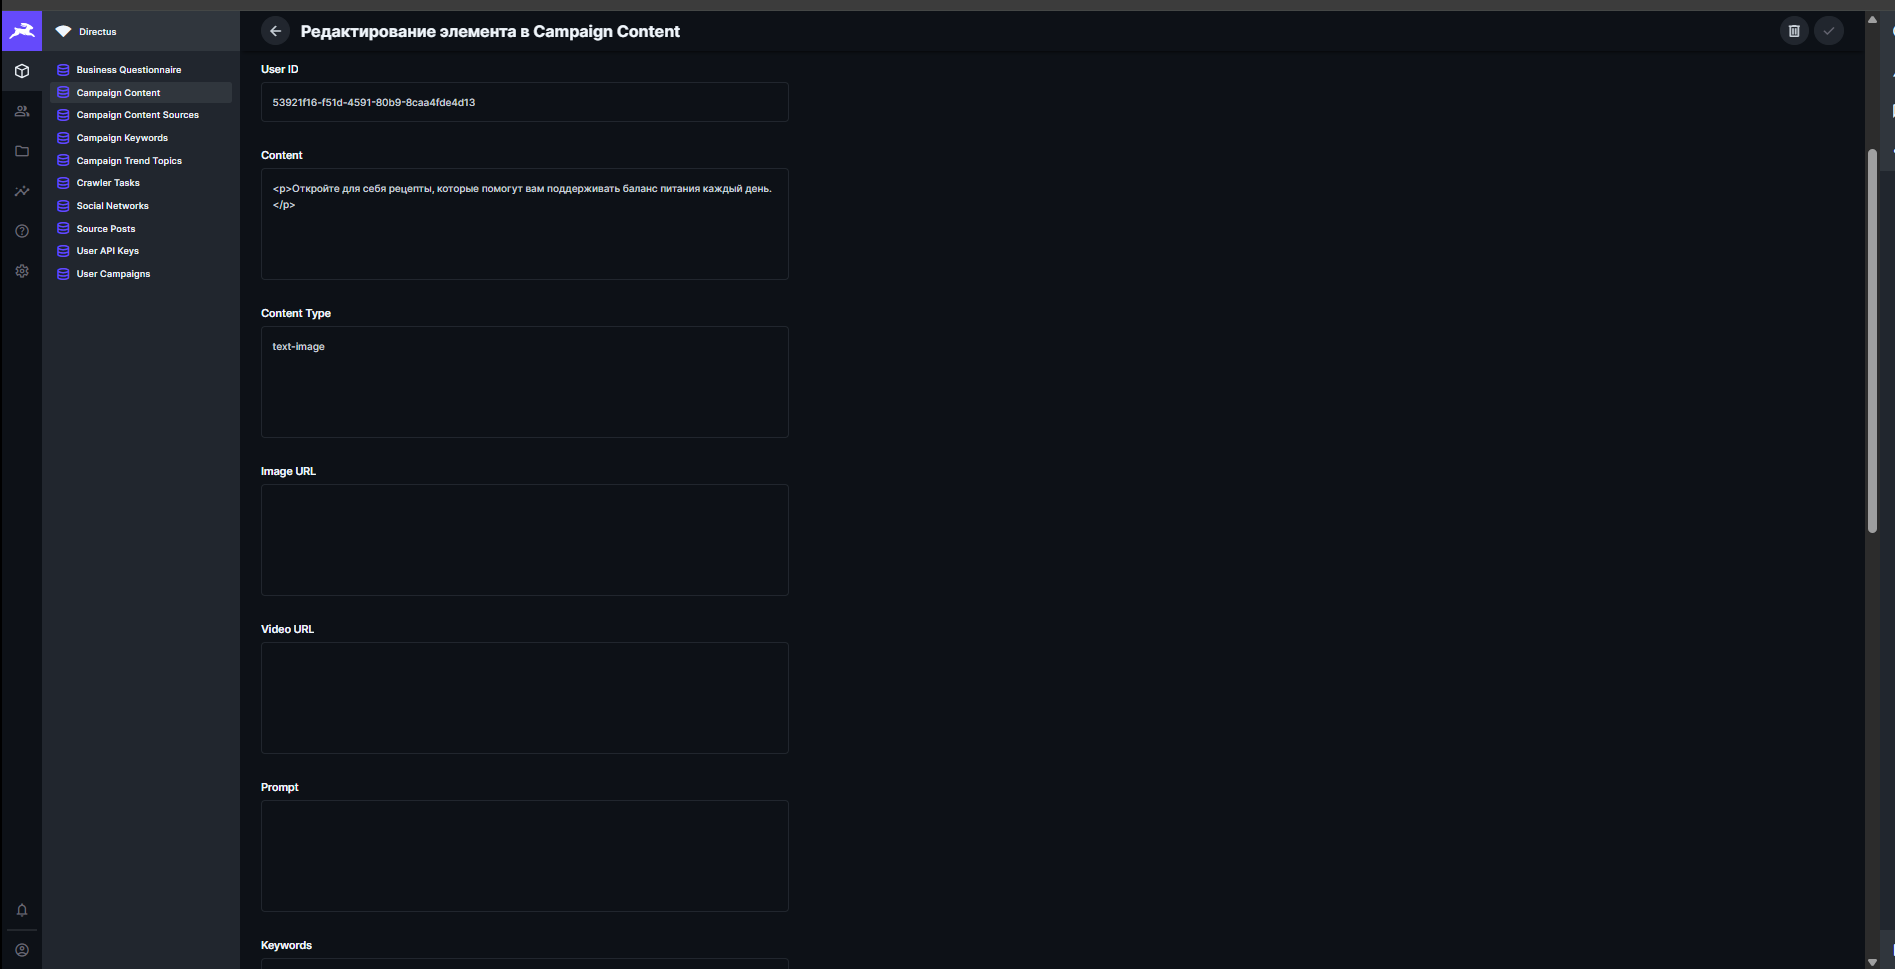 Directus
Business Questionnaire
Campaign Content
Campaign Content Sources
Campaign Keywords
Campaign Trend Topics
Crawler Tasks
Social Networks
Source Posts
User API Keys
User Campaigns
Редактирование элемента в Campaign Content
User ID
53921f16-f51d-4591-80b9-8caa4fde4d13
Content
<p>Откройте для себя рецепты, которые помогут вам поддерживать баланс питания каждый день.
</p>
Content Type
text-image
Image URL
Video URL
Prompt
Keywords